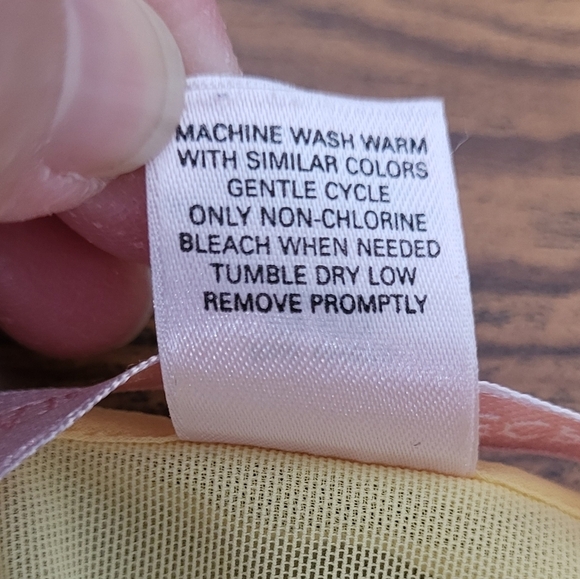 MACHINE WASH WARM
WITH SIMILAR COLORS
GENTLE CYCLE
ONLY NON-CHLORINE
BLEACH WHEN NEEDED
TUMBLE DRY LOW
REMOVE PROMPTLY